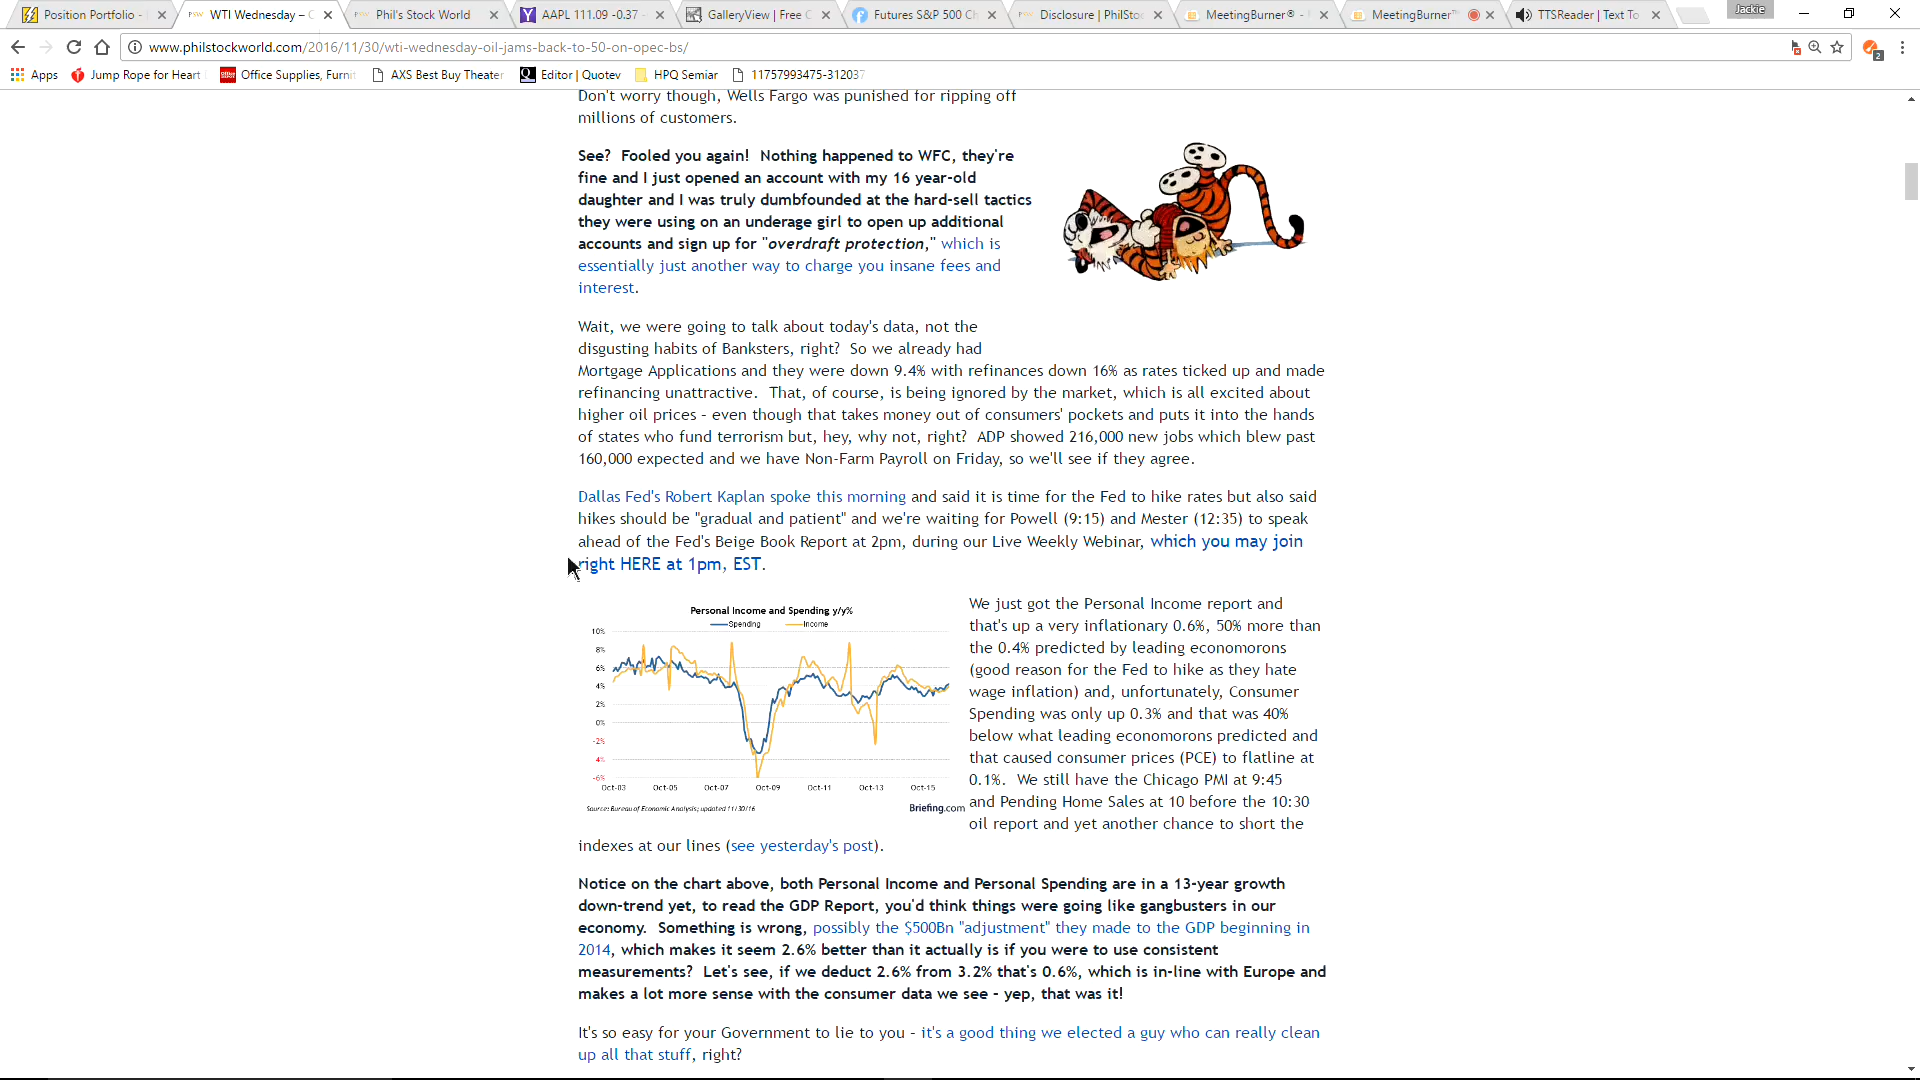 Position Portfolio -
WTI Wednesday –
Phil's Stock World
AAPL 111.09 -0.37 -
GalleryView | Free
Futures S&P 500 Ch
Disclosure | PhilSto
MeetingBurner® -
MeetingBurner™
TTSReader | Text To
Jackie
www.philstockworld.com/2016/11/30/wti-wednesday-oil-jams-back-to-50-on-opec-bs/
2
Apps
Jump Rope for Heart
Office Supplies, Furni
AXS Best Buy Theater
Editor | Quotev
HPQ Semiar
11757993475-312037
Don't worry though, Wells Fargo was punished for ripping off
millions of customers.
See? Fooled you again! Nothing happened to WFC, they're
fine and I just opened an account with my 16 year-old
daughter and I was truly dumbfounded at the hard-sell tactics
they were using on an underage girl to open up additional
accounts and sign up for "overdraft protection," which is
essentially just another way to charge you insane fees and
interest.
Wait, we were going to talk about today's data, not the
disgusting habits of Banksters, right? So we already had
Mortgage Applications and they were down 9.4% with refinances down 16% as rates ticked up and made
refinancing unattractive. That, of course, is being ignored by the market, which is all excited about
higher oil prices - even though that takes money out of consumers' pockets and puts it into the hands
of states who fund terrorism but, hey, why not, right? ADP showed 216,000 new jobs which blew past
160,000 expected and we have Non-Farm Payroll on Friday, so we'll see if they agree.
Dallas Fed's Robert Kaplan spoke this morning and said it is time for the Fed to hike rates but also said
hikes should be "gradual and patient" and we're waiting for Powell (9:15) and Mester (12:35) to speak
ahead of the Fed's Beige Book Report at 2pm, during our Live Weekly Webinar, which you may join
right HERE at 1pm, EST.
Personal Income and Spending y/y%
Spending Income
10%
8%
6%
4%
2%
0%
-2%
4%
-6%
Oct-03 Oct-05 Oct-07 Oct-09 Oct-11 Oct-13 Oct-15
Source: Bureau of Economic Analysis; updated 11/30/16
Briefing.com
We just got the Personal Income report and
that's up a very inflationary 0.6%, 50% more than
the 0.4% predicted by leading economorons
(good reason for the Fed to hike as they hate
wage inflation) and, unfortunately, Consumer
Spending was only up 0.3% and that was 40%
below what leading economorons predicted and
that caused consumer prices (PCE) to flatline at
0.1%. We still have the Chicago PMI at 9:45
and Pending Home Sales at 10 before the 10:30
oil report and yet another chance to short the
indexes at our lines (see yesterday's post).
Notice on the chart above, both Personal Income and Personal Spending are in a 13-year growth
down-trend yet, to read the GDP Report, you'd think things were going like gangbusters in our
economy. Something is wrong, possibly the $500Bn "adjustment" they made to the GDP beginning in
2014, which makes it seem 2.6% better than it actually is if you were to use consistent
measurements? Let's see, if we deduct 2.6% from 3.2% that's 0.6%, which is in-line with Europe and
makes a lot more sense with the consumer data we see - yep, that was it!
It's so easy for your Government to lie to you - it's a good thing we elected a guy who can really clean
up all that stuff, right?